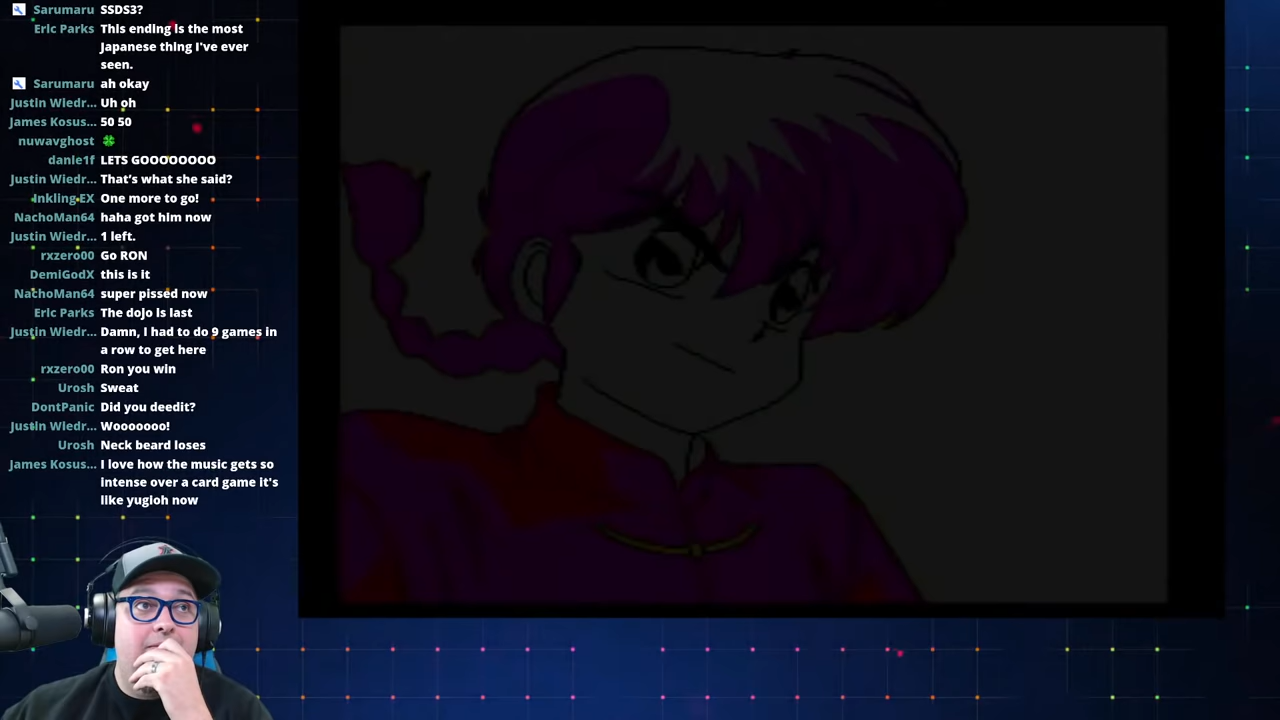 Sarumaru SSDS3?
Eric Parks This ending is the most
Japanese thing I've ever
seen.
Sarumaru ah okay
Justin Wiedr... Uh oh
James Kosus... 50 50
nuwavghost 🍀
danie1f LETS GOOOOOOOO
Justin Wiedr... That's what she said?
Inkling EX One more to go!
NachoMan64 haha got him now
Justin Wiedr... 1 left.
rxzero00 Go RON
DemiGodX this is it
NachoMan64 super pissed now
Eric Parks The dojo is last
Justin Wiedr... Damn, I had to do 9 games in
a row to get here
rxzero00 Ron you win
Urosh Sweat
DontPanic Did you deedit?
Justin Wiedr... Wooooooo!
Urosh Neck beard loses
James Kosus... I love how the music gets so
intense over a card game it's
like yugioh now